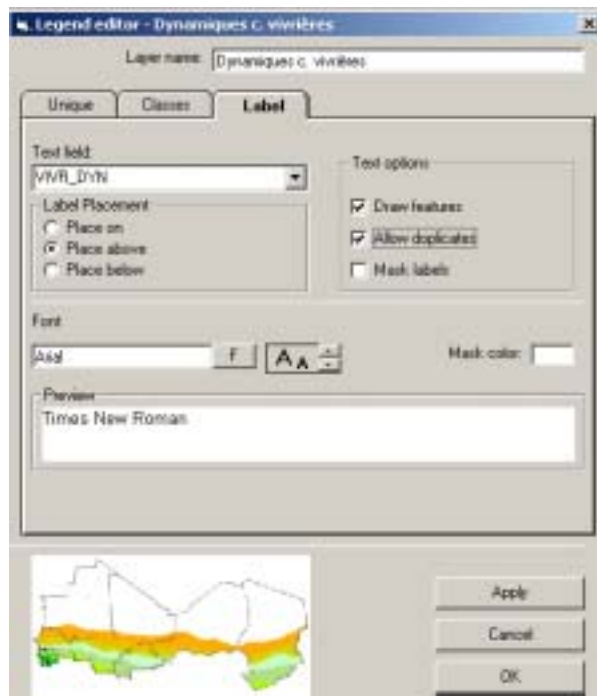 Legend editor - Dynamiques c. vivrières
Layer name: Dynamiques c. vivrières
Unique Classes Label
Text field:
VIVR_DYN
Label Placement
Place on
Place above
Place below
Text options
Draw features
Allow duplicates
Mask labels
Font
Arial F A A Mask color:
Preview
Times New Roman
Apply
Cancel
OK